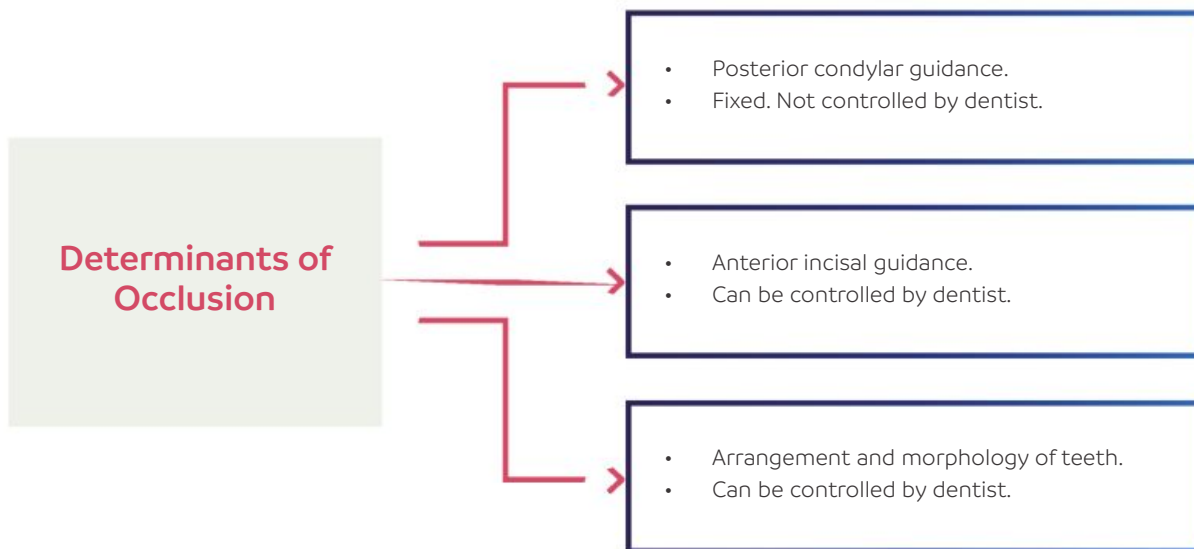 Determinants of
Occlusion
• Posterior condylar guidance.
• Fixed. Not controlled by dentist.
• Anterior incisal guidance.
• Can be controlled by dentist.
• Arrangement and morphology of teeth.
• Can be controlled by dentist.